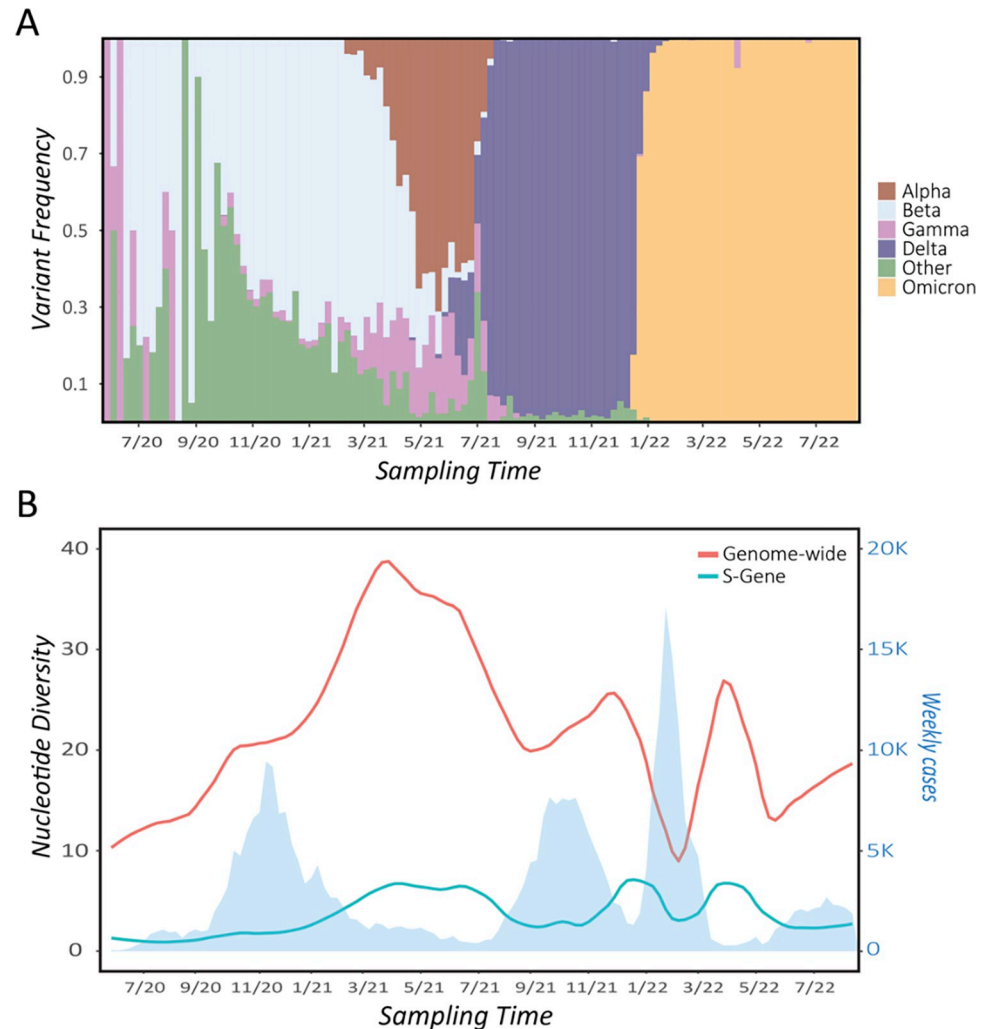 A
Variant Frequency
0.9
0.7
0.5
0.3
0.1
7/20 9/20 11/20 1/21 3/21 5/21 7/21 9/21 11/21 1/22 3/22 5/22 7/22
Sampling Time
Alpha
Beta
Gamma
Delta
Other
Omicron
B
Nucleotide Diversity
40
30
20
10
0
Genome-wide
S-Gene
20K
15K
10K
5K
0
Weekly cases
7/20 9/20 11/20 1/21 3/21 5/21 7/21 9/21 11/21 1/22 3/22 5/22 7/22
Sampling Time